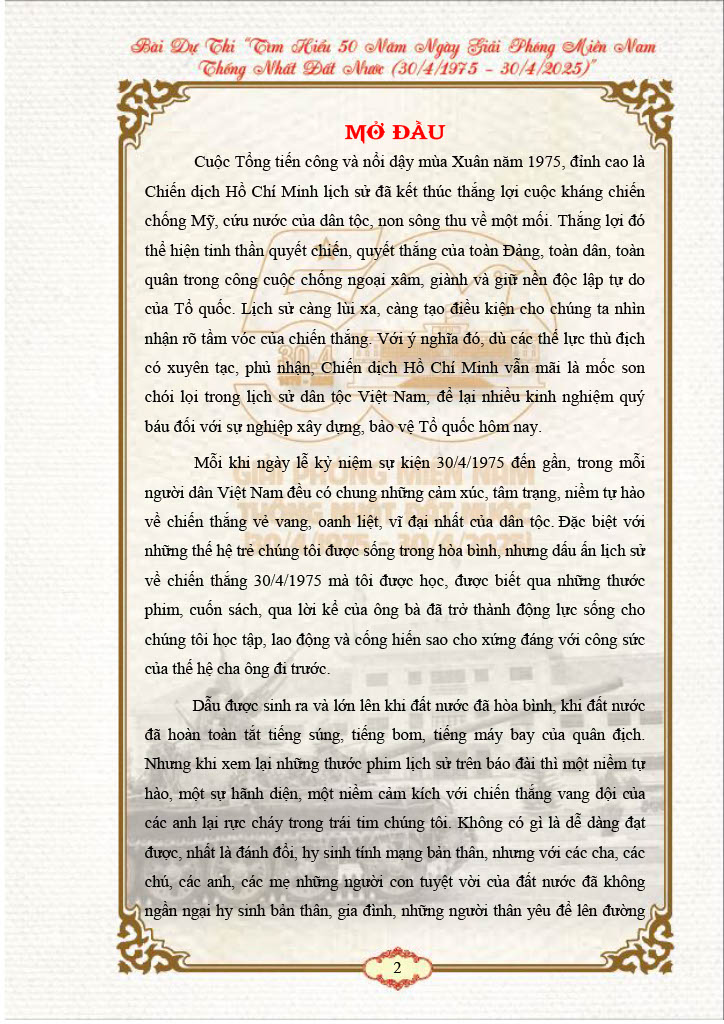 Bài Dự Thi "Tìm Hiểu 50 Năm Ngày Giải Phóng Miền Nam
Thống Nhất Đất Nước (30/4/1975 - 30/4/2025)"
MỞ ĐẦU
Cuộc Tổng tiến công và nổi dậy mùa Xuân năm 1975, đỉnh cao là
Chiến dịch Hồ Chí Minh lịch sử đã kết thúc thắng lợi cuộc kháng chiến
chống Mỹ, cứu nước của dân tộc, non sông thu về một mối. Thắng lợi đó
thể hiện tinh thần quyết chiến, quyết thắng của toàn Đảng, toàn dân, toàn
quân trong công cuộc chống ngoại xâm, giành và giữ nền độc lập tự do
của Tổ quốc. Lịch sử càng lùi xa, càng tạo điều kiện cho chúng ta nhìn
nhận rõ tầm vóc của chiến thắng. Với ý nghĩa đó, dù các thế lực thù địch
có xuyên tạc, phủ nhận, Chiến dịch Hồ Chí Minh vẫn mãi là mốc son
chói lọi trong lịch sử dân tộc Việt Nam, để lại nhiều kinh nghiệm quý
báu đối với sự nghiệp xây dựng, bảo vệ Tổ quốc hôm nay.
Mỗi khi ngày lễ kỷ niệm sự kiện 30/4/1975 đến gần, trong mỗi
người dân Việt Nam đều có chung những cảm xúc, tâm trạng, niềm tự hào
về chiến thắng vẻ vang, oanh liệt, vĩ đại nhất của dân tộc. Đặc biệt với
những thế hệ trẻ chúng tôi được sống trong hòa bình, nhưng dấu ấn lịch sử
về chiến thắng 30/4/1975 mà tôi được học, được biết qua những thước
phim, cuốn sách, qua lời kể của ông bà đã trở thành động lực sống cho
chúng tôi học tập, lao động và cống hiến sao cho xứng đáng với công sức
của thế hệ cha ông đi trước.
Dẫu được sinh ra và lớn lên khi đất nước đã hòa bình, khi đất nước
đã hoàn toàn tắt tiếng súng, tiếng bom, tiếng máy bay của quân địch.
Nhưng khi xem lại những thước phim lịch sử trên báo đài thì một niềm tự
hào, một sự hãnh diện, một niềm cảm kích với chiến thắng vang dội của
các anh lại rực cháy trong trái tim chúng tôi. Không có gì là dễ dàng đạt
được, nhất là đánh đổi, hy sinh tính mạng bản thân, nhưng với các cha, các
chú, các anh, các mẹ những người con tuyệt vời của đất nước đã không
ngần ngại hy sinh bản thân, gia đình, những người thân yêu để lên đường
50
30-4
GIẢI PHÓNG MIỀN NAM
THỐNG NHẤT ĐẤT NƯỚC
(30/4/1975 - 30/4/2025)
2